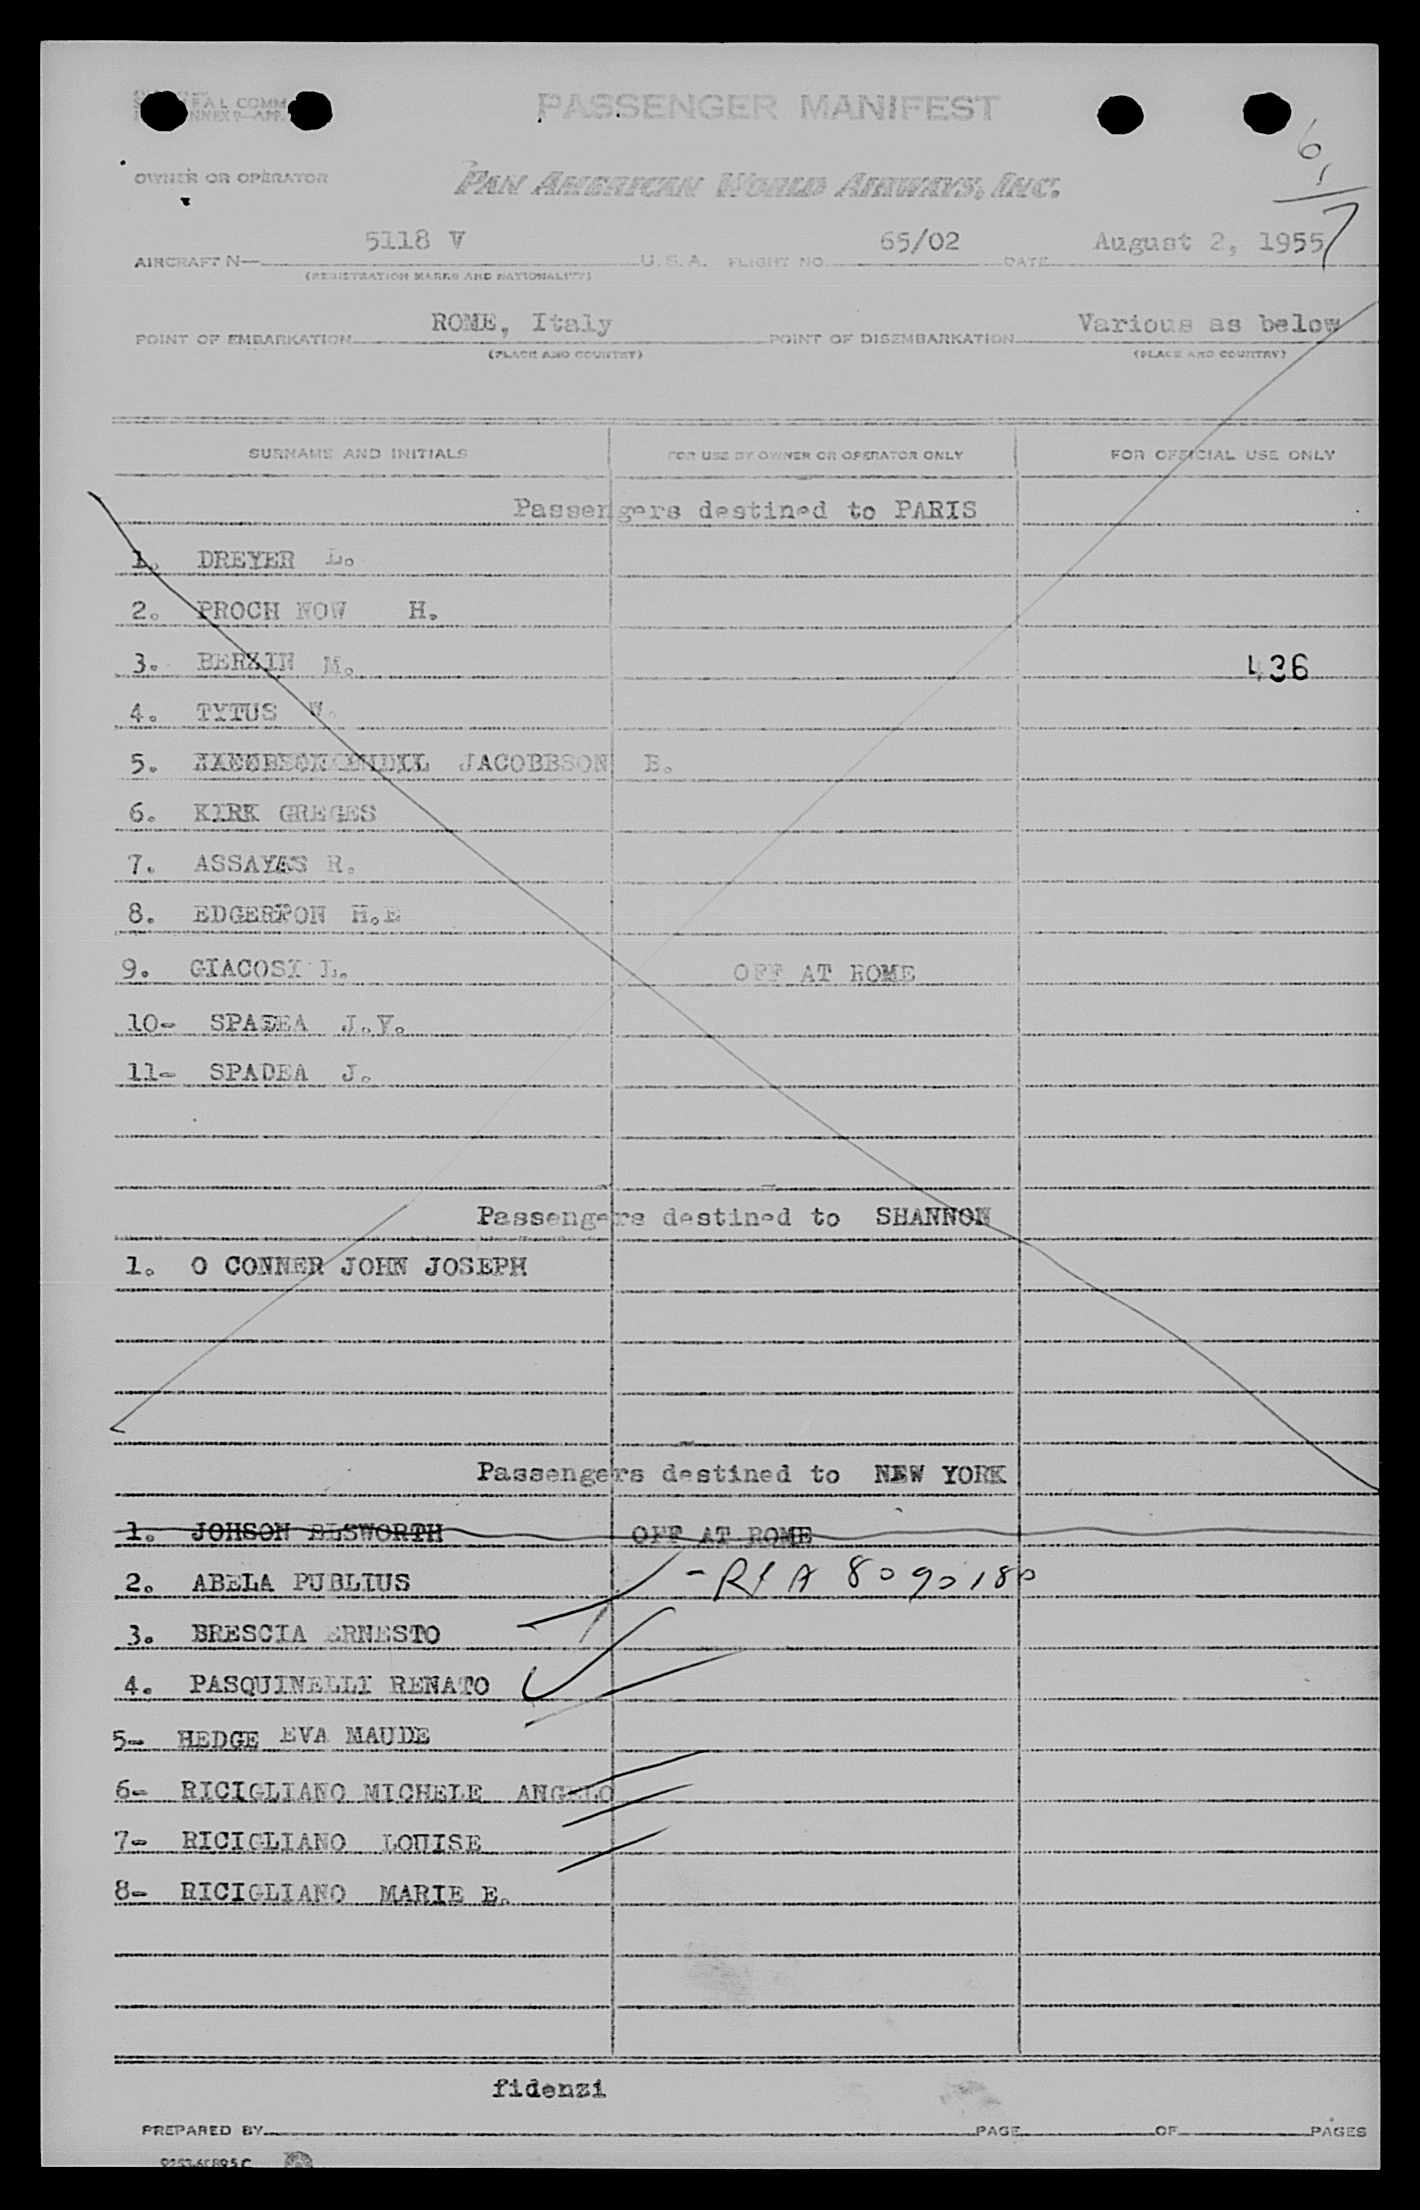 PASSENGER MANIFEST
OWNER OR OPERATOR PAN AMERICAN WORLD AIRWAYS, INC.
6
1
7
AIRCRAFT N— 5118 V U.S.A. FLIGHT NO. 65/02 DATE August 2, 1955
(REGISTRATION MARKS AND NATIONALITY)
POINT OF EMBARKATION ROME, Italy POINT OF DISEMBARKATION Various as below
(PLACE AND COUNTRY) (PLACE AND COUNTRY)
SURNAME AND INITIALS FOR USE BY OWNER OR OPERATOR ONLY FOR OFFICIAL USE ONLY
Passengers destined to PARIS
1. DREYER L.
2. PROCH NOW H.
3. BERZIN M. 436
4. TYTUS W.
5. JACOBBSON E.
6. KIRK GREGES
7. ASSAYAS R.
8. EDGERTON H.E
9. GIACOSI L. OFF AT ROME
10- SPADEA J.V.
11- SPADEA J.
Passengers destined to SHANNON
1. O CONNER JOHN JOSEPH
Passengers destined to NEW YORK
1. JOHSON ELSWORTH OFF AT ROME
2. ABELA PUBLIUS - 8090180
3. BRESCIA ERNESTO
4. PASQUINELLI RENATO
5- HEDGE EVA MAUDE
6- RICIGLIANO MICHELE ANGELO
7- RICIGLIANO LOUISE
8- RICIGLIANO MARIE E.
fidenzi
PREPARED BY PAGE OF PAGES